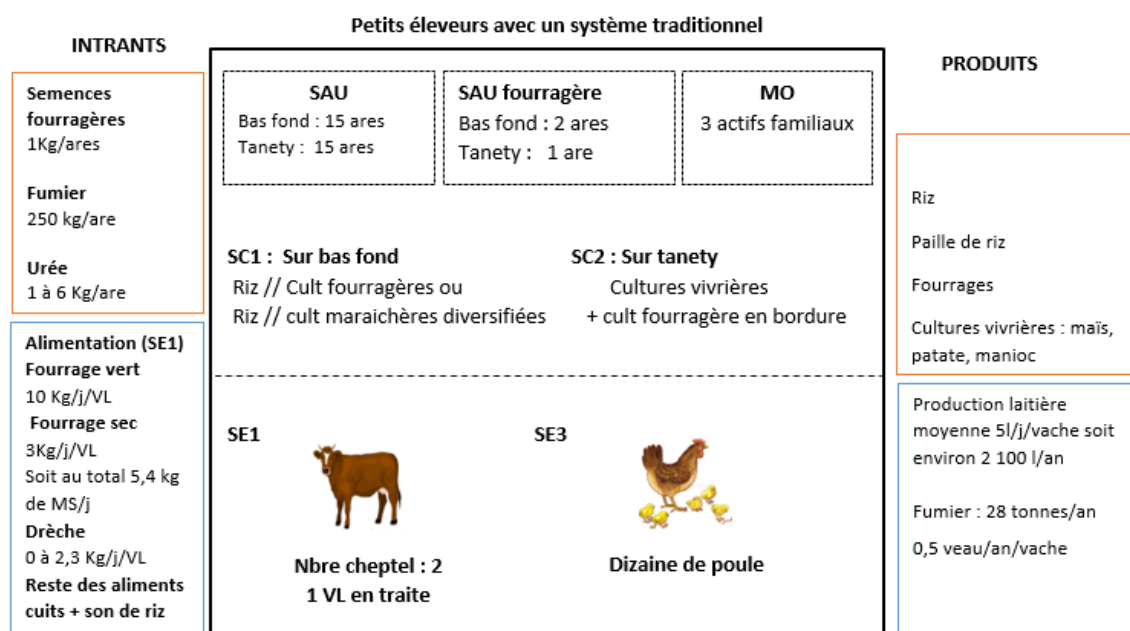 Petits éleveurs avec un système traditionnel
INTRANTS
Semences
fourragères
1Kg/ares
Fumier
250 kg/are
Urée
1 à 6 Kg/are
Alimentation (SE1)
Fourrage vert
10 Kg/j/VL
Fourrage sec
3Kg/j/VL
Soit au total 5,4 kg
de MS/j
Drèche
0 à 2,3 Kg/j/VL
Reste des aliments
cuits + son de riz
SAU
Bas fond : 15 ares
Tanety : 15 ares
SAU fourragère
Bas fond : 2 ares
Tanety : 1 are
MO
3 actifs familiaux
SC1 : Sur bas fond
Riz // Cult fourragères ou
Riz // cult maraichères diversifiées
SC2 : Sur tanety
Cultures vivrières
+ cult fourragère en bordure
SE1
Nbre cheptel : 2
1 VL en traite
SE3
Dizaine de poule
PRODUITS
Riz
Paille de riz
Fourrages
Cultures vivrières : maïs,
patate, manioc
Production laitière
moyenne 5l/j/vache soit
environ 2 100 l/an
Fumier : 28 tonnes/an
0,5 veau/an/vache